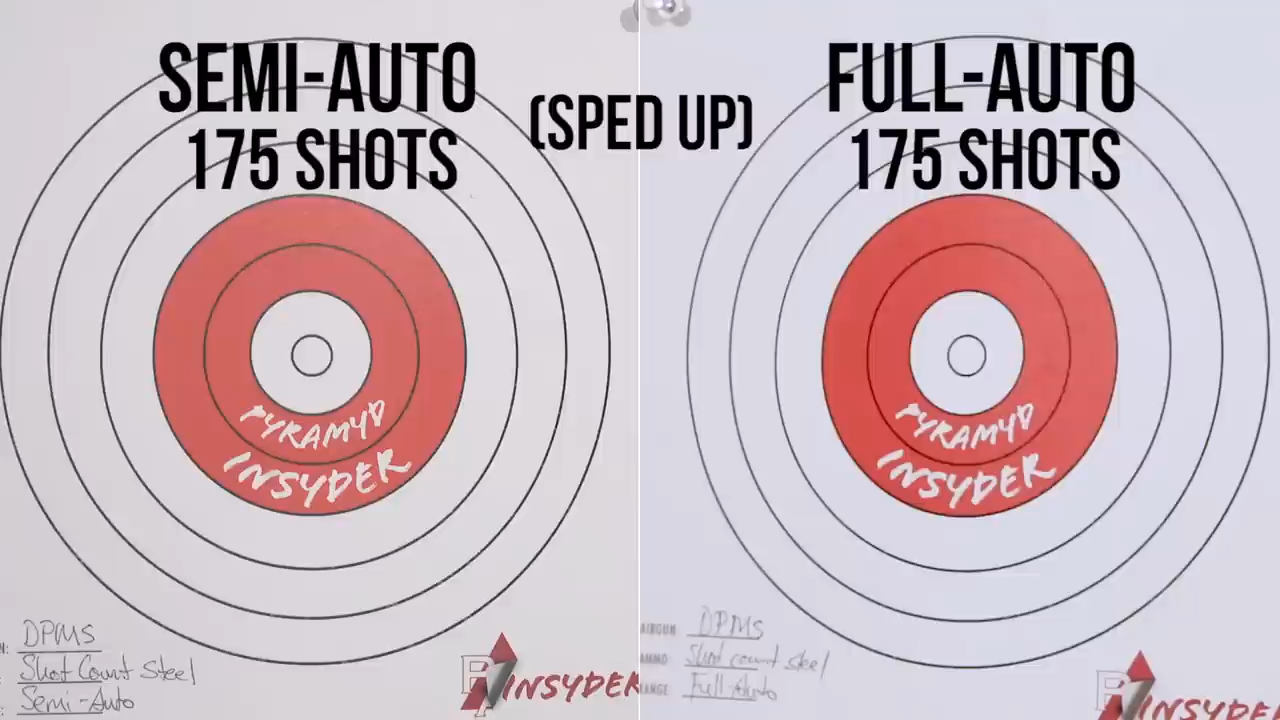 SEMI-AUTO
175 SHOTS
(SPED UP)
FULL-AUTO
175 SHOTS
PYRAMYD
INSYDER
PYRAMYD
INSYDER
N: DPMS
Shot Count Steel
Semi-Auto
INSYDER
AIRGUN DPMS
AMMO Shot count steel
RANGE Full-Auto
INSYDER